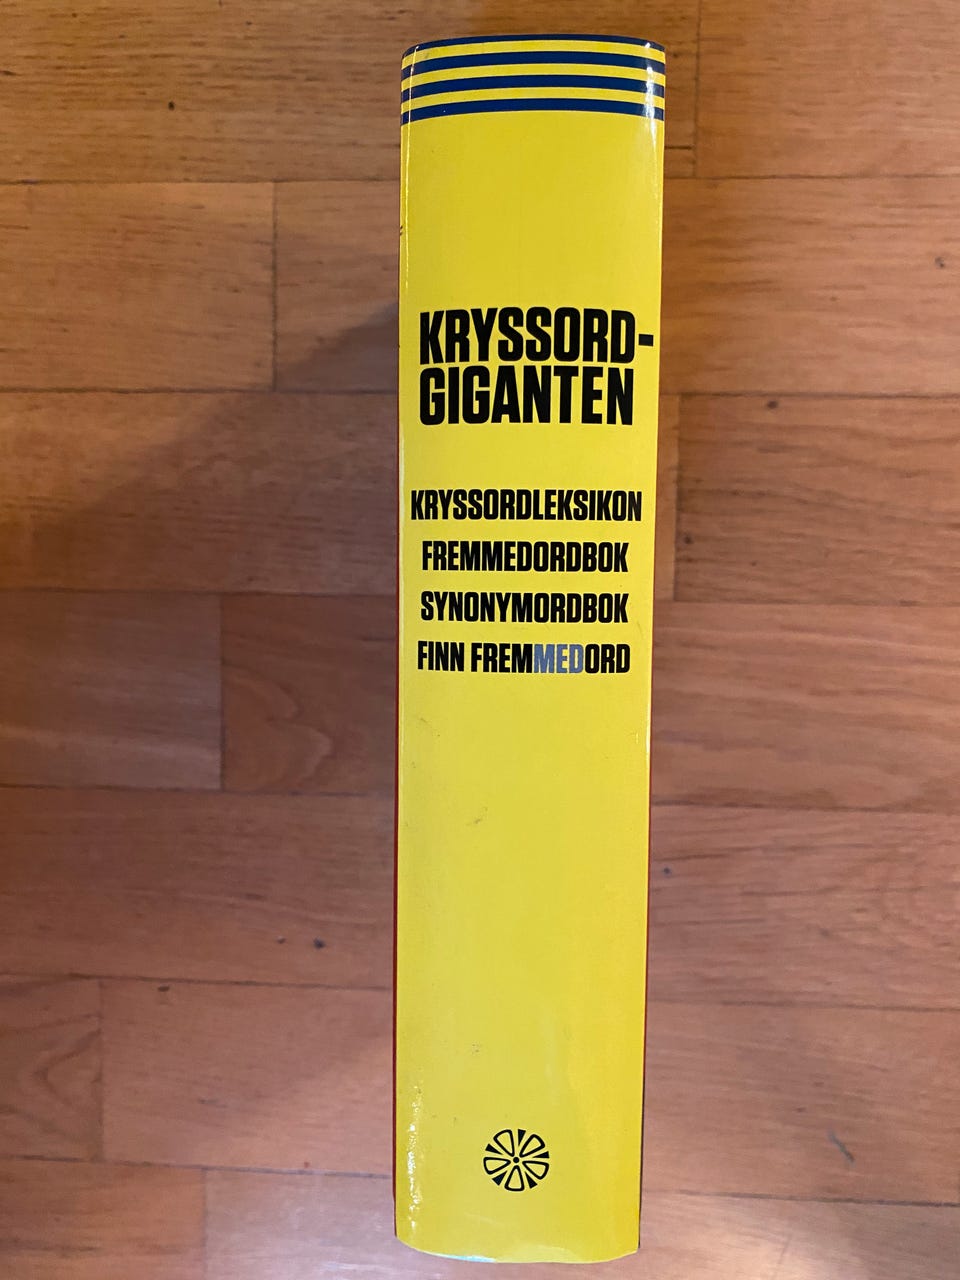 KRYSSORD-
GIGANTEN
KRYSSORDLEKSIKON
FREMMEDORDBOK
SYNONYMORDBOK
FINN FREMMEDORD